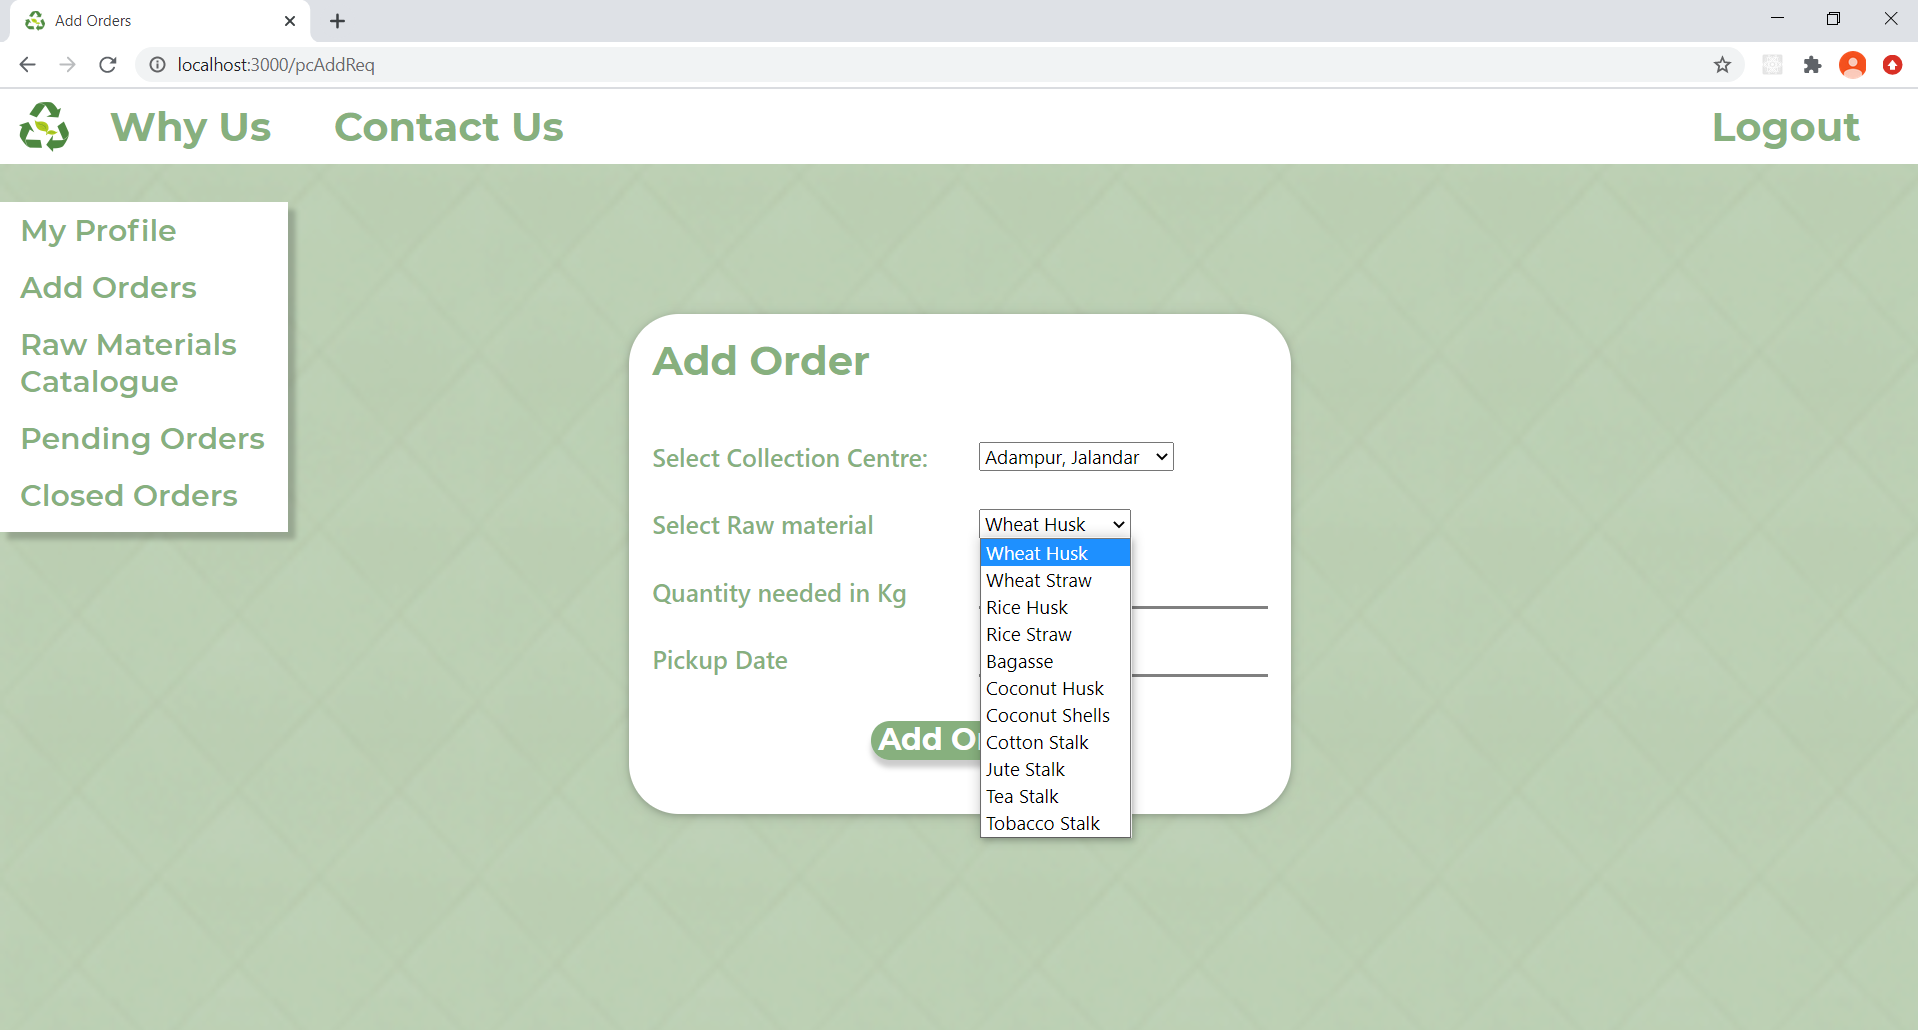 Add Orders
localhost:3000/pcAddReq
Why Us
Contact Us
Logout
My Profile
Add Orders
Raw Materials
Catalogue
Pending Orders
Closed Orders
Add Order
Select Collection Centre:
Adampur, Jalandar
Select Raw material
Wheat Husk
Wheat Husk
Wheat Straw
Rice Husk
Rice Straw
Bagasse
Coconut Husk
Coconut Shells
Cotton Stalk
Jute Stalk
Tea Stalk
Tobacco Stalk
Quantity needed in Kg
Pickup Date
Add O